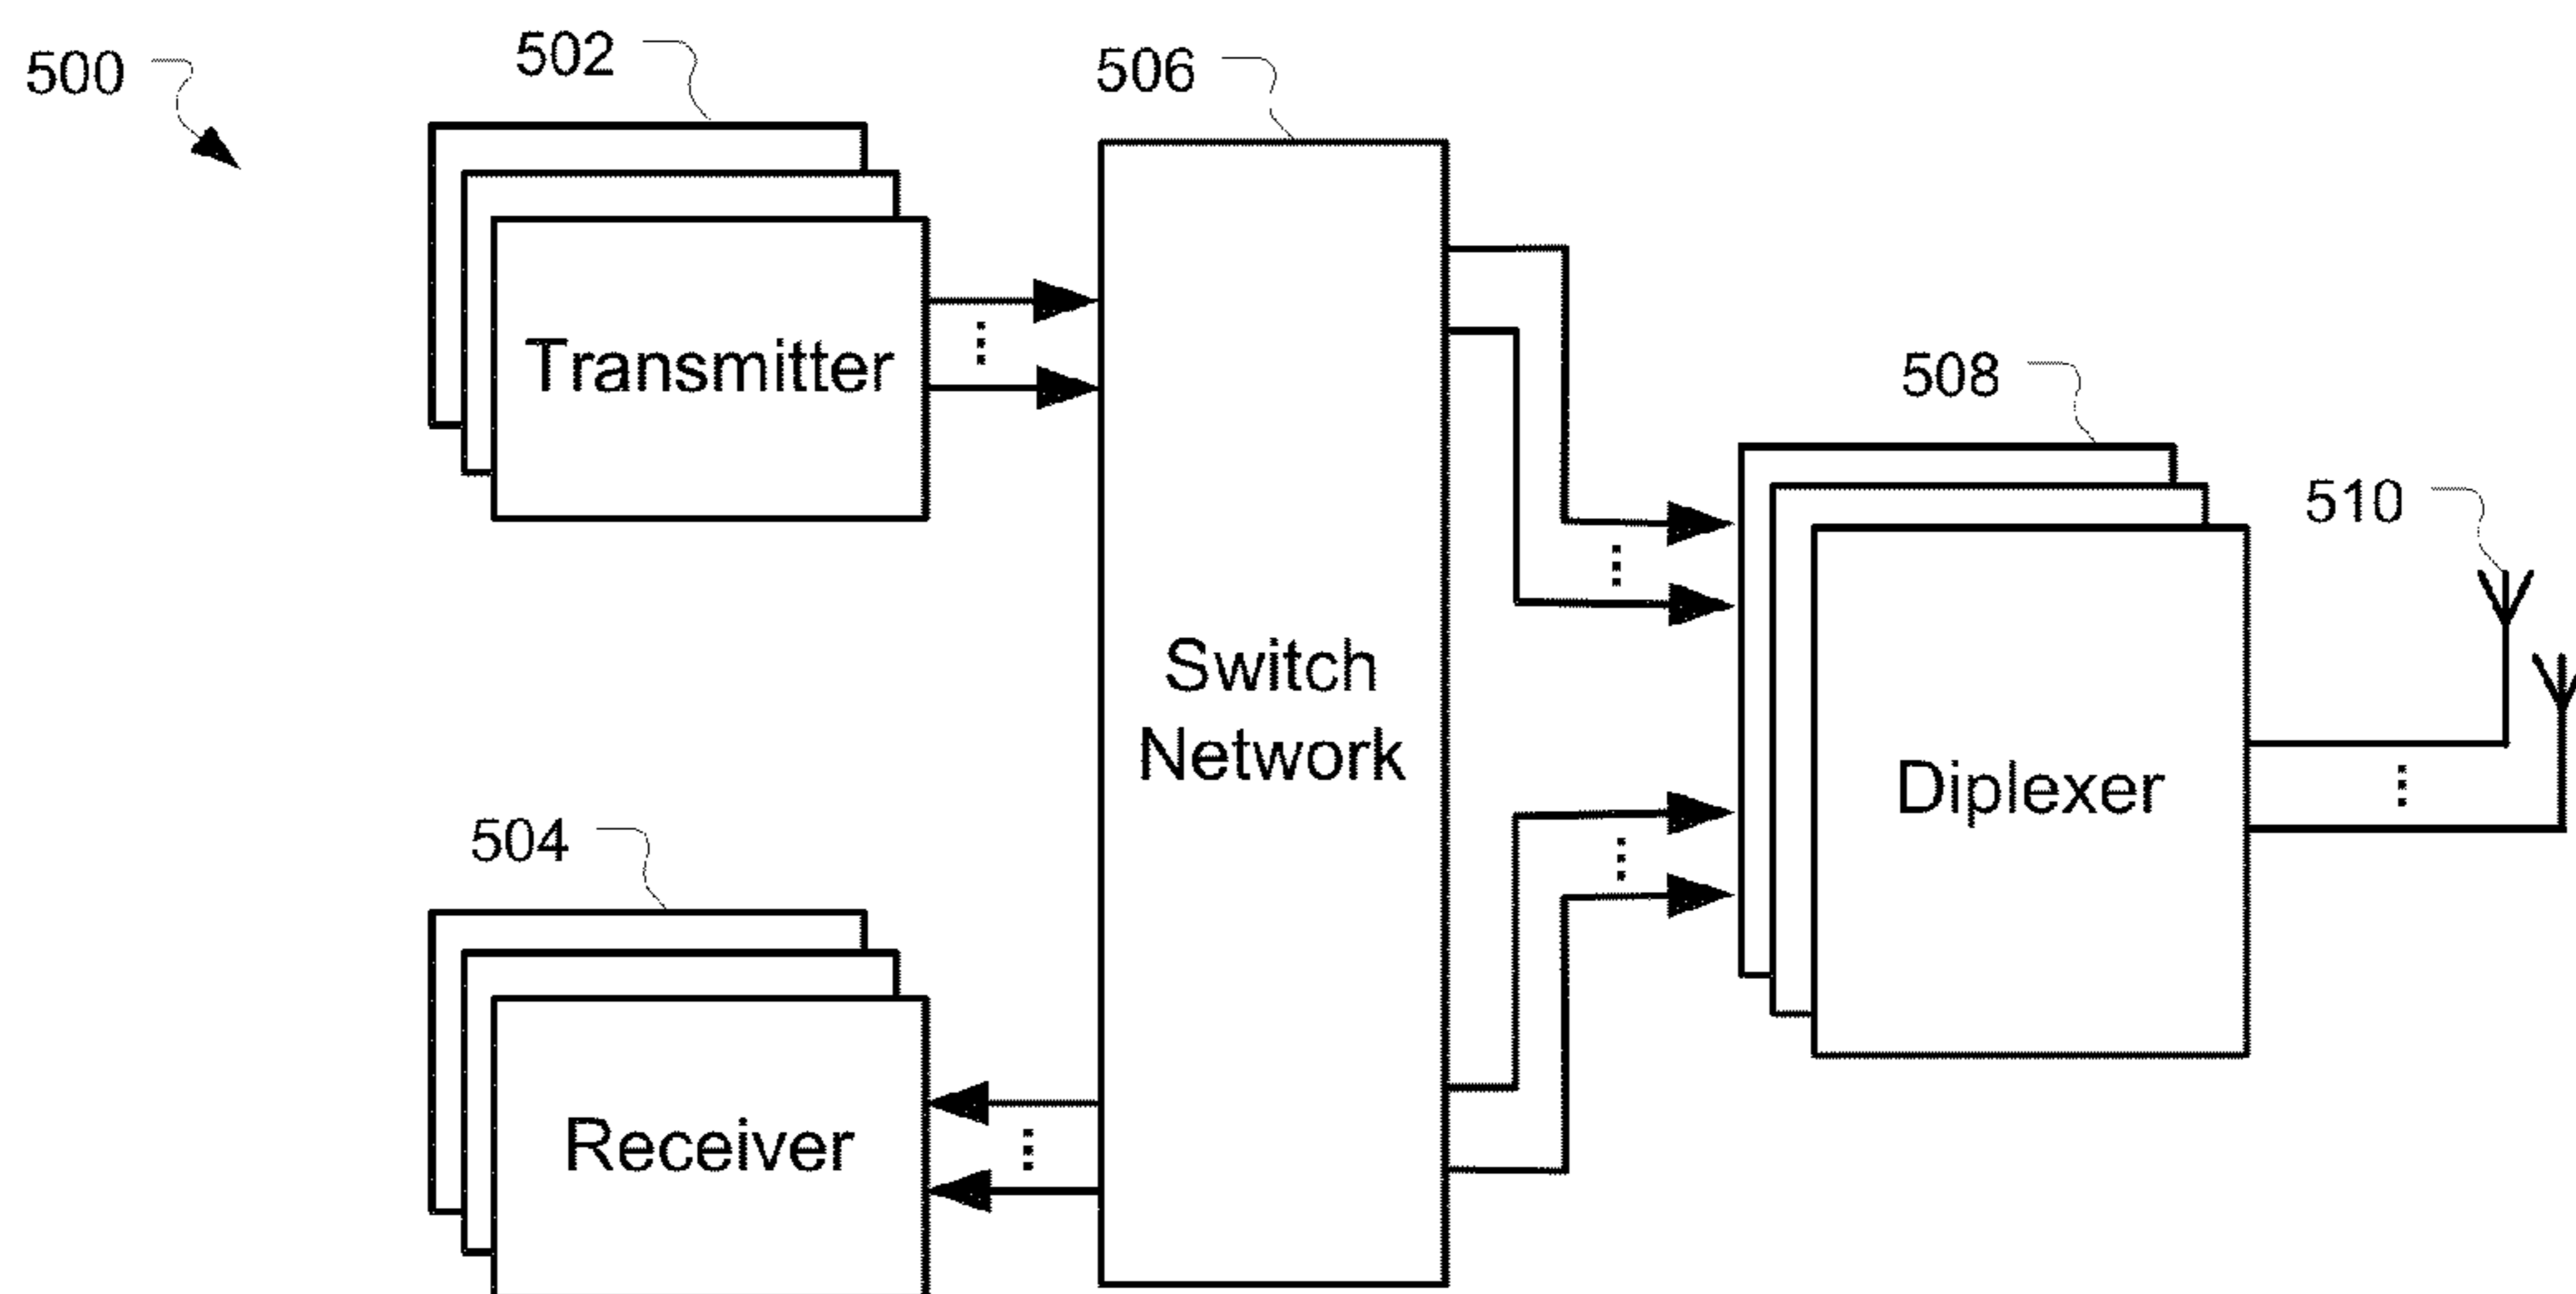 500
502
506
Transmitter
508
510
Switch
Network
Diplexer
504
Receiver